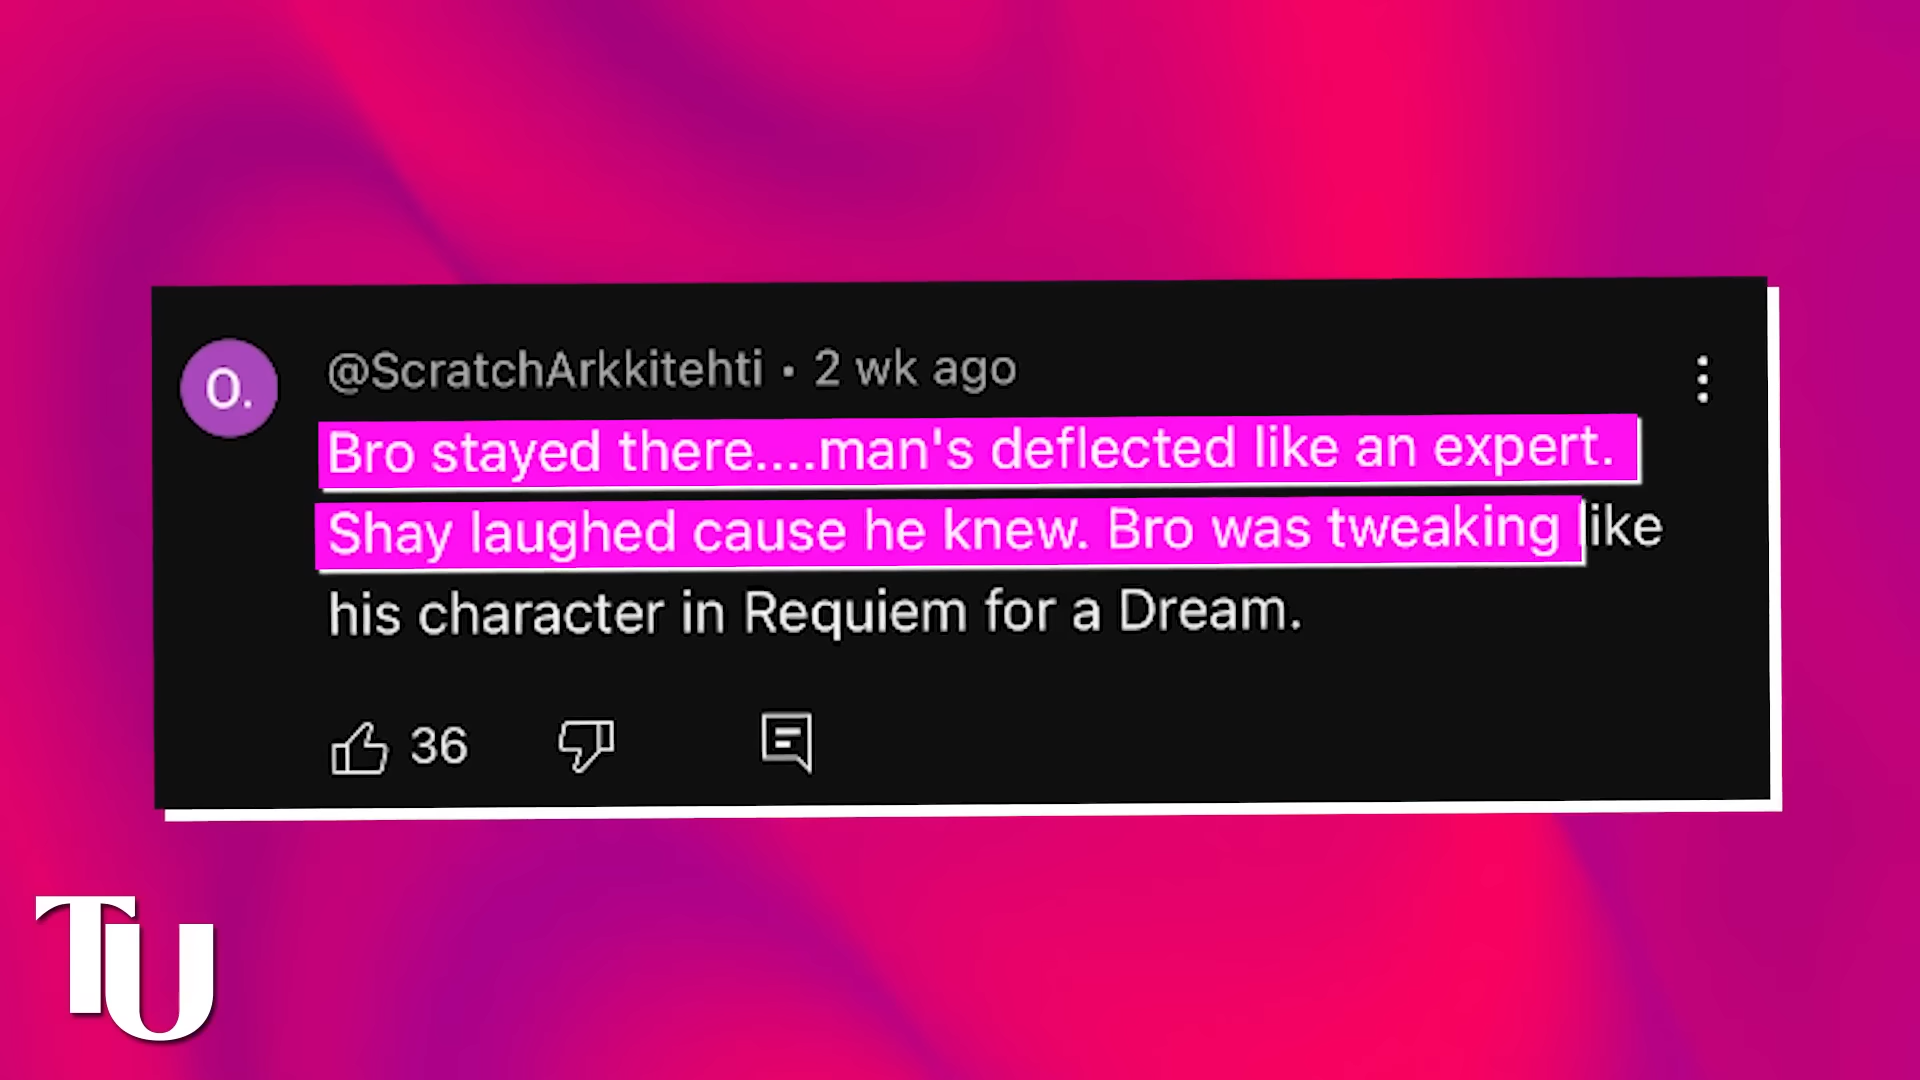 O.
@ScratchArkkitehti • 2 wk ago
Bro stayed there....man's deflected like an expert.
Shay laughed cause he knew. Bro was tweaking like
his character in Requiem for a Dream.
36
TU